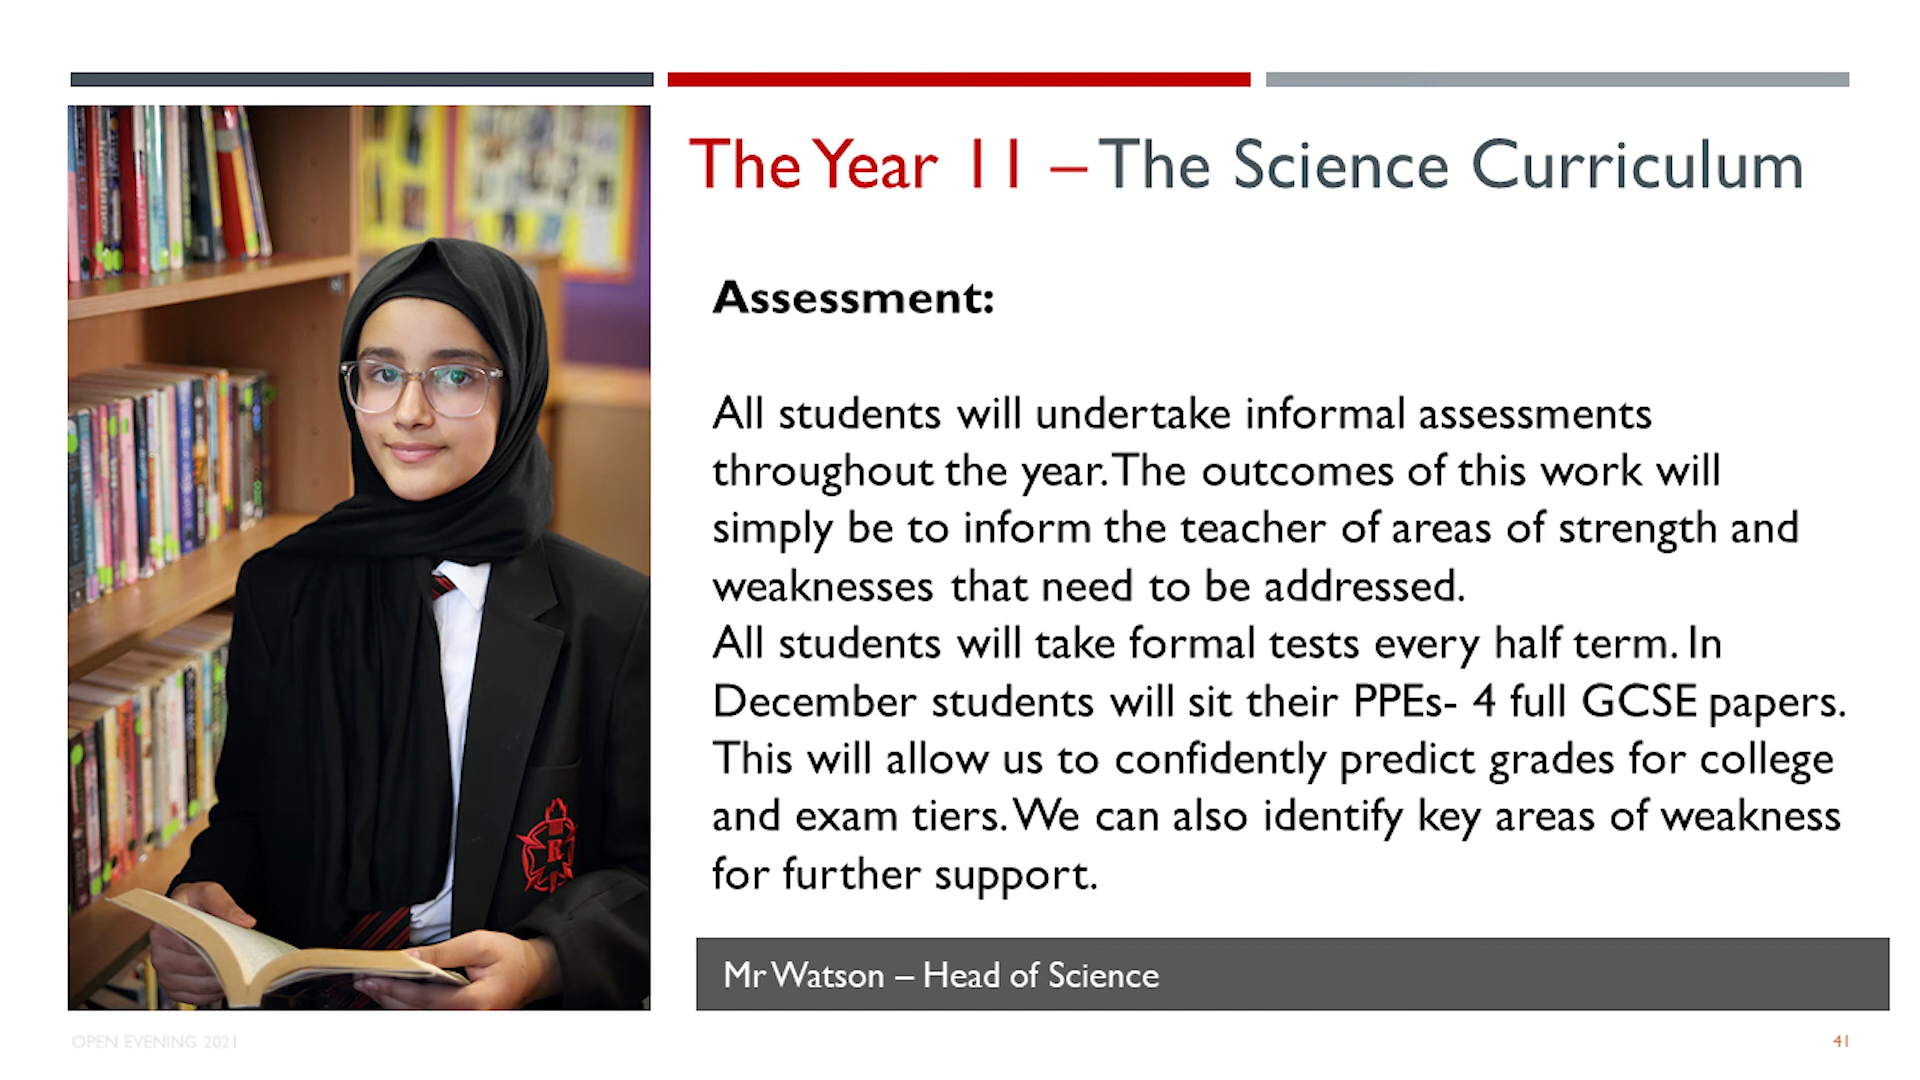 The Year 11 – The Science Curriculum
Assessment:
All students will undertake informal assessments
throughout the year. The outcomes of this work will
simply be to inform the teacher of areas of strength and
weaknesses that need to be addressed.
All students will take formal tests every half term. In
December students will sit their PPEs- 4 full GCSE papers.
This will allow us to confidently predict grades for college
and exam tiers. We can also identify key areas of weakness
for further support.
R
Mr Watson – Head of Science
OPEN EVENING 2021
41